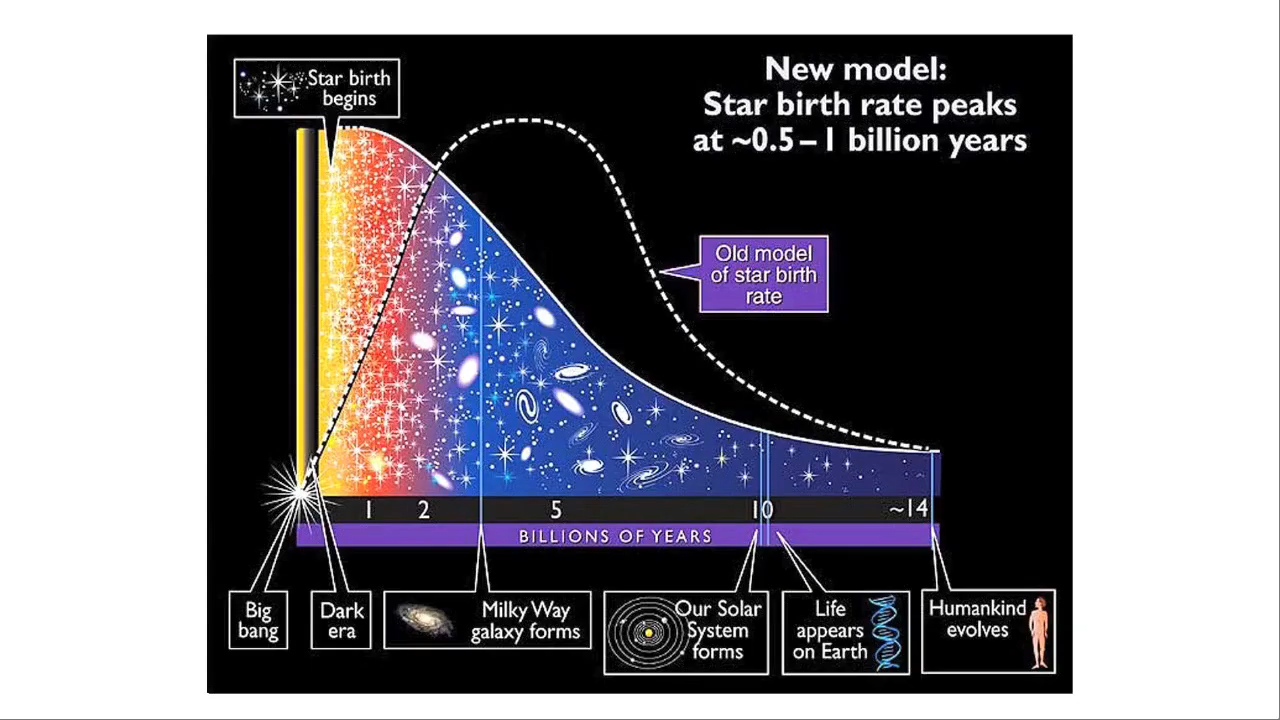 New model:
Star birth rate peaks
at ~0.5–1 billion years
Star birth
begins
Old model
of star birth
rate
1 2 5 10 ~14
BILLIONS OF YEARS
Big
bang
Dark
era
Milky Way
galaxy forms
Our Solar
System
forms
Life
appears
on Earth
Humankind
evolves